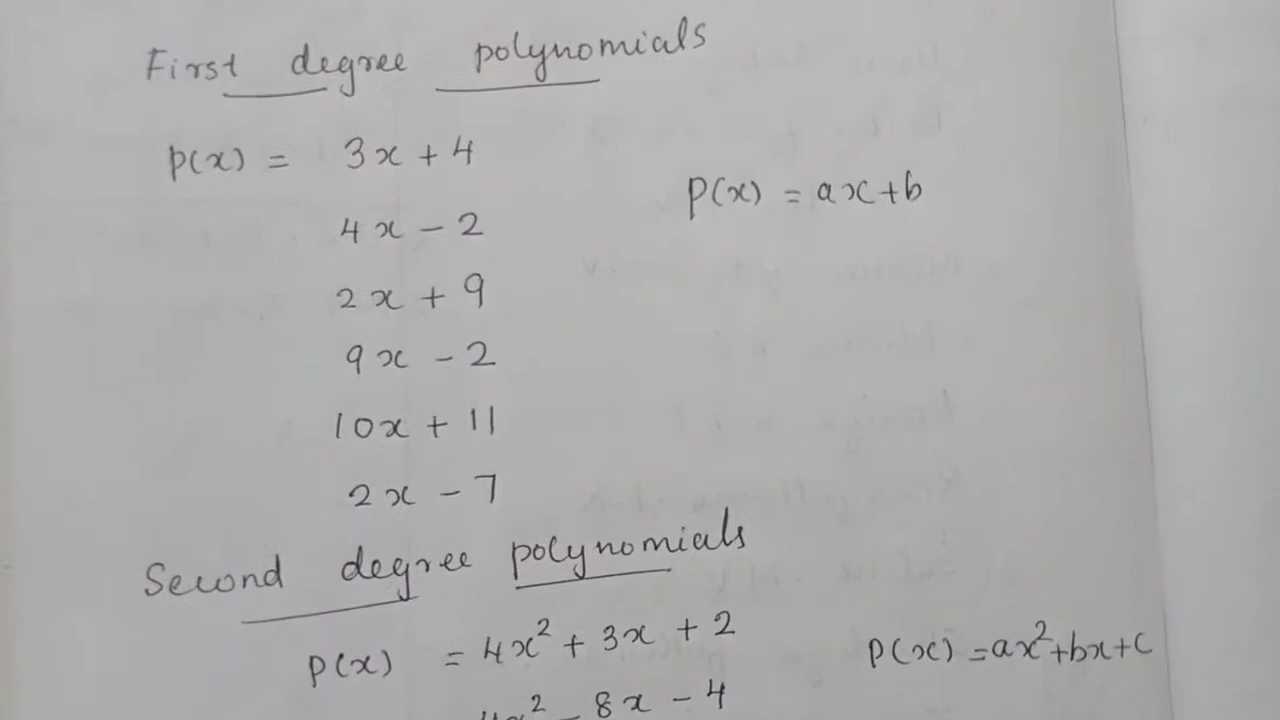 First degree polynomials
p(x) = 3x + 4
P(x) = ax+b
4x - 2
2x + 9
9x - 2
10x + 11
2x - 7
Second degree polynomials
p(x) = 4x² + 3x + 2
P(x) = ax²+bx+c
4x² - 8x - 4